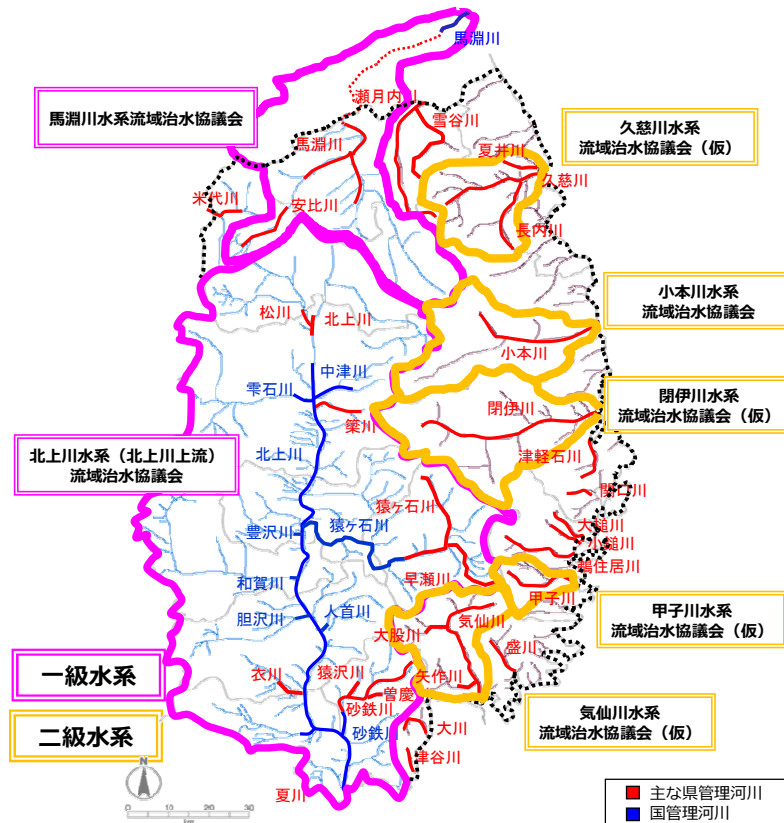 馬淵川
瀬月内川
雪谷川
馬淵川水系流域治水協議会
久慈川水系
流域治水協議会（仮）
馬淵川
夏井川
久慈川
米代川
安比川
長内川
小本川水系
流域治水協議会
松川
北上川
小本川
中津川
雫石川
閉伊川水系
流域治水協議会（仮）
閉伊川
簗川
北上川水系（北上川上流）
流域治水協議会
北上川
津軽石川
関口川
猿ヶ石川
猿ヶ石川
大槌川
小鎚川
鵜住居川
豊沢川
早瀬川
和賀川
甲子川
甲子川水系
流域治水協議会（仮）
胆沢川
人首川
大股川
気仙川
盛川
一級水系
衣川
猿沢川
矢作川
曽慶
砂鉄川
砂鉄川
大川
気仙川水系
流域治水協議会（仮）
二級水系
津谷川
夏川
N
0 10 20 30
主な県管理河川
国管理河川